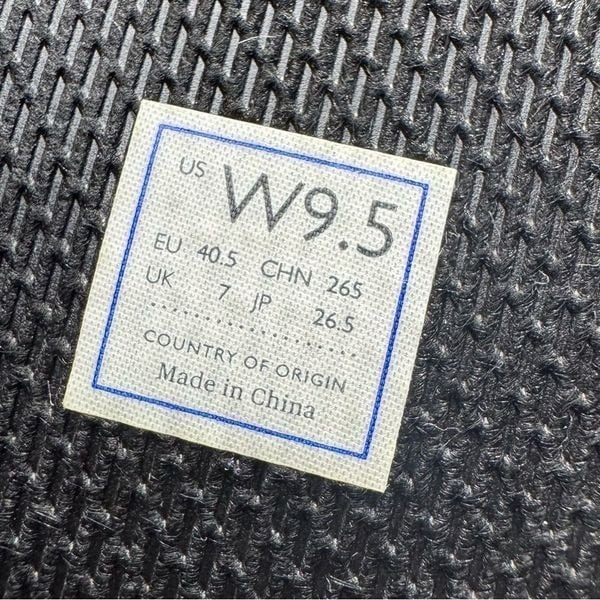 US W9.5
EU 40.5 CHN 265
UK 7 JP 26.5
COUNTRY OF ORIGIN
Made in China